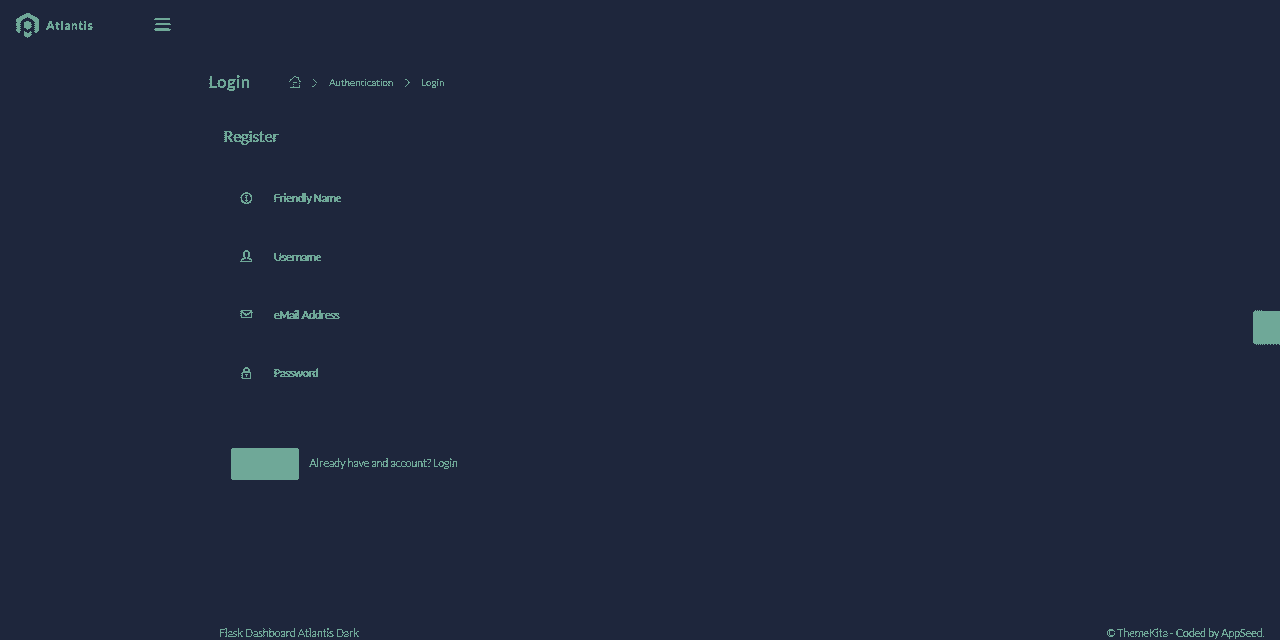 Atlantis
Login
Authentication
Login
Register
Friendly Name
Username
eMail Address
Password
Already have and account? Login
Flask Dashboard Atlantis Dark
© ThemeKita - Coded by AppSeed.